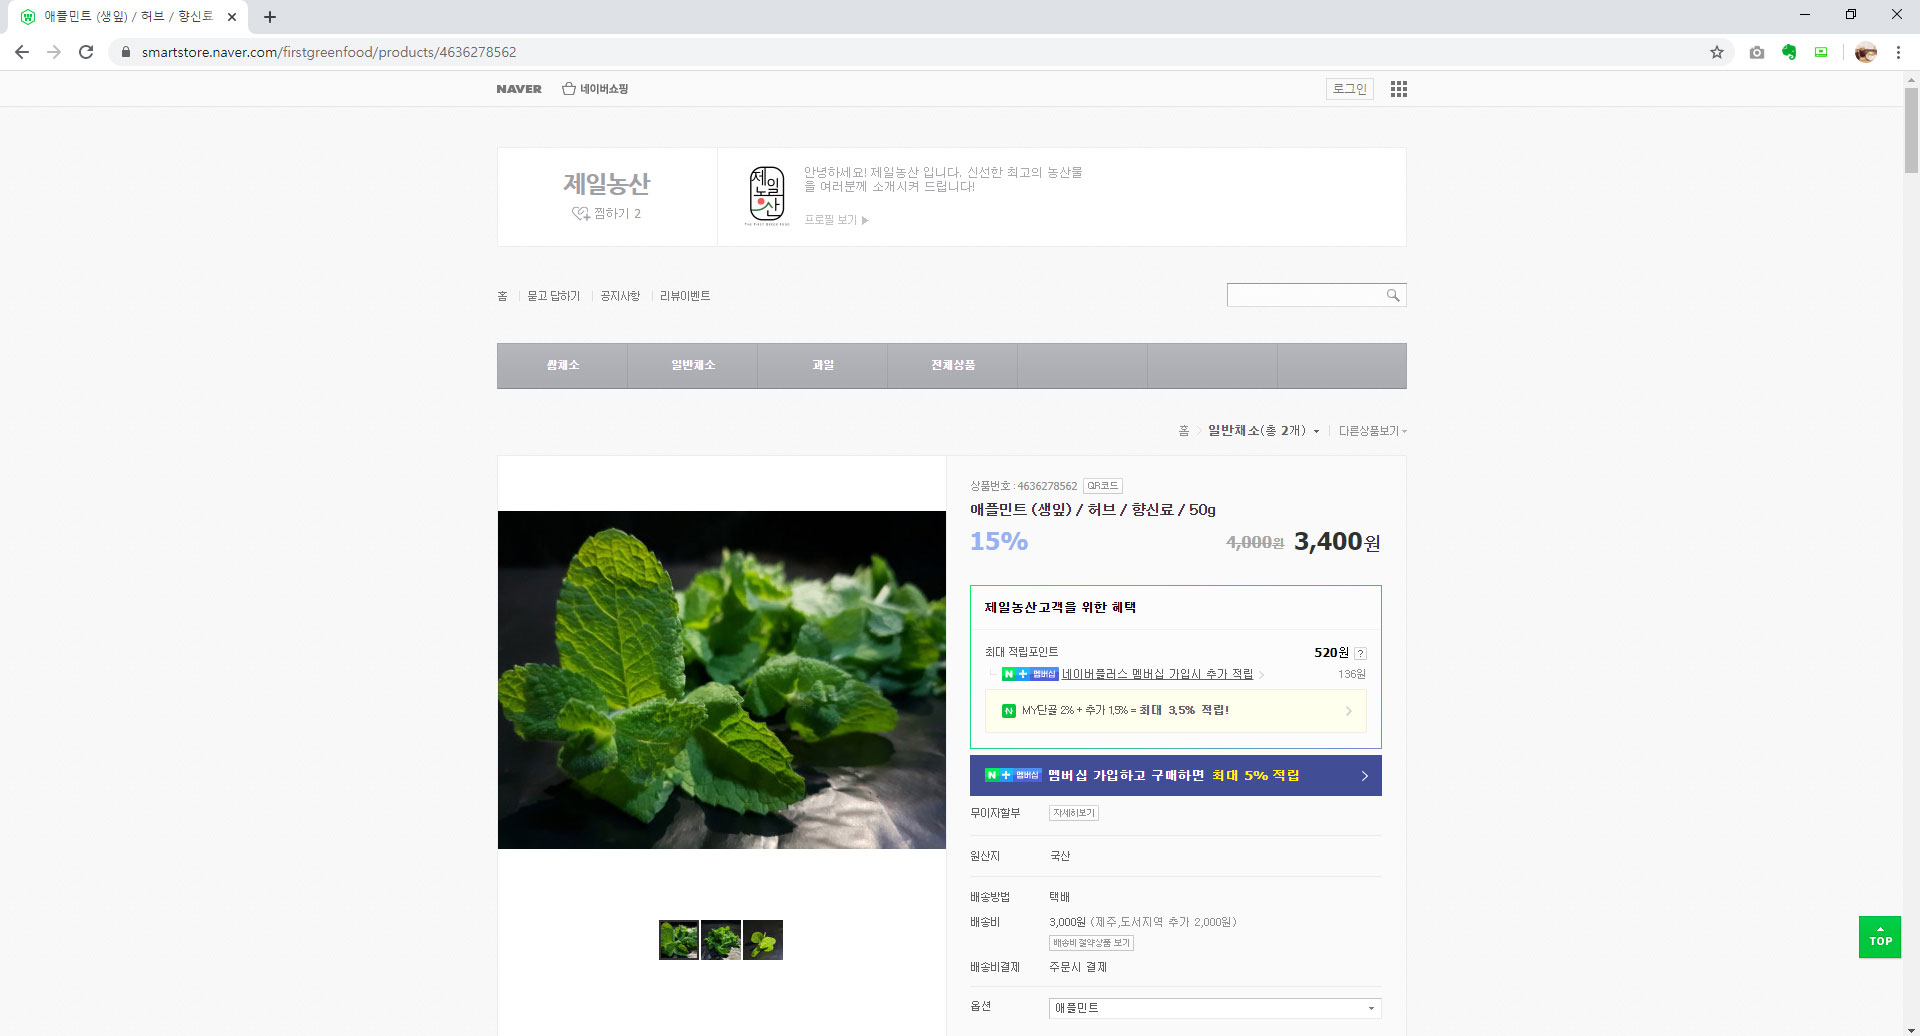 애플민트 (생잎) / 허브 / 향신료
smartstore.naver.com/firstgreenfood/products/4636278562
NAVER 네이버쇼핑 로그인
제일농산
찜하기 2
제일농산
THE FIRST GREEN FOOD
안녕하세요! 제일농산 입니다. 신선한 최고의 농산물
을 여러분께 소개시켜 드립니다!
프로필 보기 ▶
홈 묻고 답하기 공지사항 리뷰이벤트
쌈채소 일반채소 과일 전체상품
홈 > 일반채소(총 2개) 다른상품보기
상품번호 : 4636278562 QR코드
애플민트 (생잎) / 허브 / 향신료 / 50g
15% 4,000원 3,400원
제일농산고객을 위한 혜택
최대 적립포인트 520원 ?
N + 멤버십 네이버플러스 멤버십 가입시 추가 적립 > 136원
N MY단골 2% + 추가 1.5% = 최대 3.5% 적립! >
N + 멤버십 멤버십 가입하고 구매하면 최대 5% 적립 >
무이자할부 자세히보기
원산지 국산
배송방법 택배
배송비 3,000원 (제주,도서지역 추가 2,000원)
배송비 절약상품 보기
배송비결제 주문시 결제
옵션 애플민트
TOP